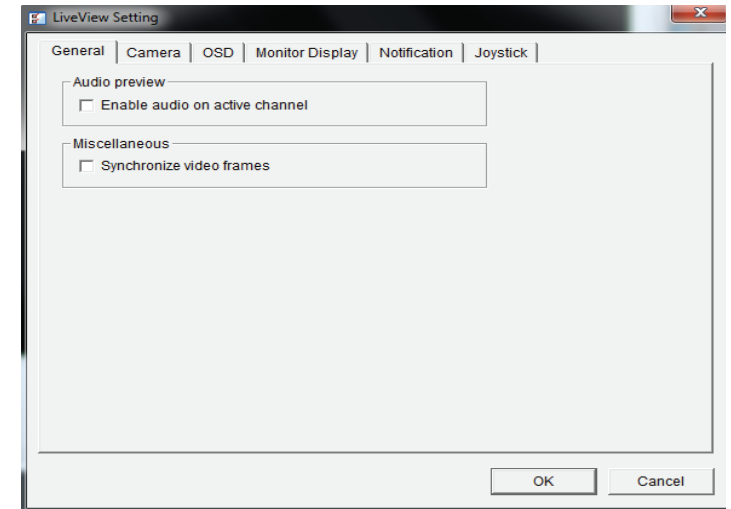 LiveView Setting
General Camera OSD Monitor Display Notification Joystick
Audio preview
Enable audio on active channel
Miscellaneous
Synchronize video frames
OK Cancel